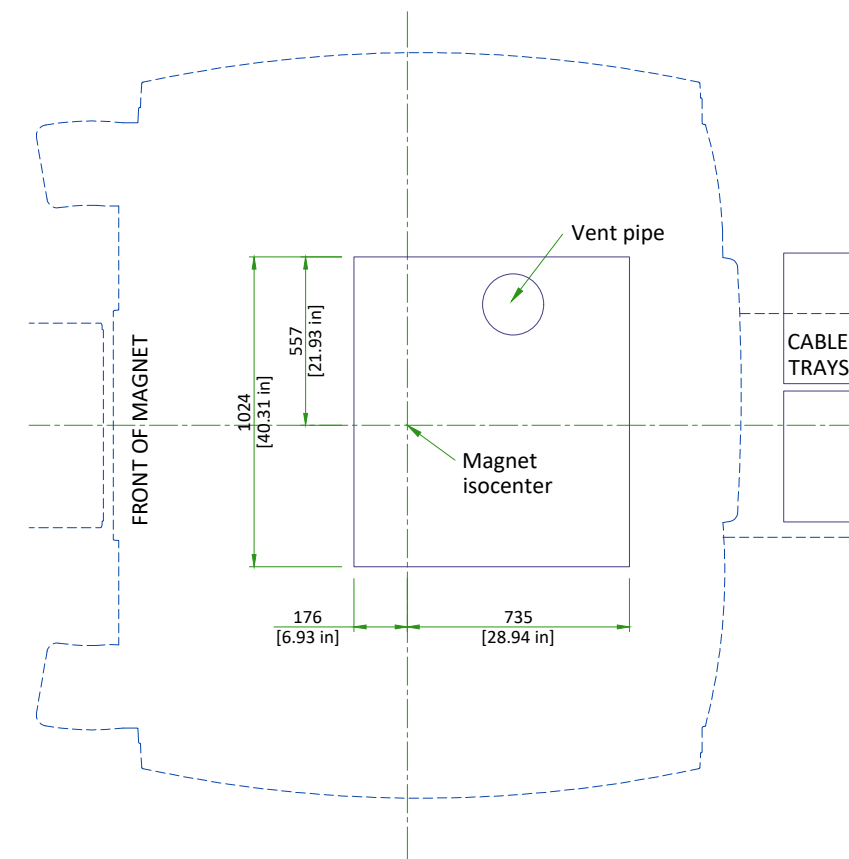 Vent pipe
557
[21.93 in]
CABLE
TRAYS
FRONT OF MAGNET
1024
[40.31 in]
Magnet
isocenter
176
[6.93 in]
735
[28.94 in]